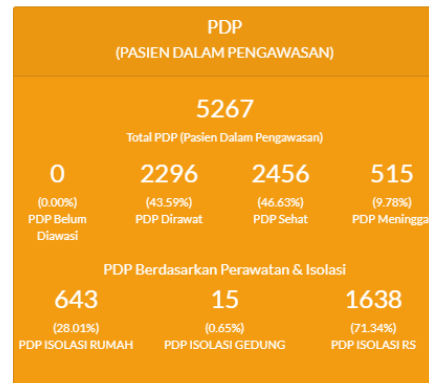 PDP
(PASIEN DALAM PENGAWASAN)
5267
Total PDP (Pasien Dalam Pengawasan)
0 2296 2456 515
(0.00%) (43.59%) (46.63%) (9.78%)
PDP Belum PDP Dirawat PDP Sehat PDP Meningga
Diawasi
PDP Berdasarkan Perawatan & Isolasi
643 15 1638
(28.01%) (0.65%) (71.34%)
PDP ISOLASI RUMAH PDP ISOLASI GEDUNG PDP ISOLASI RS